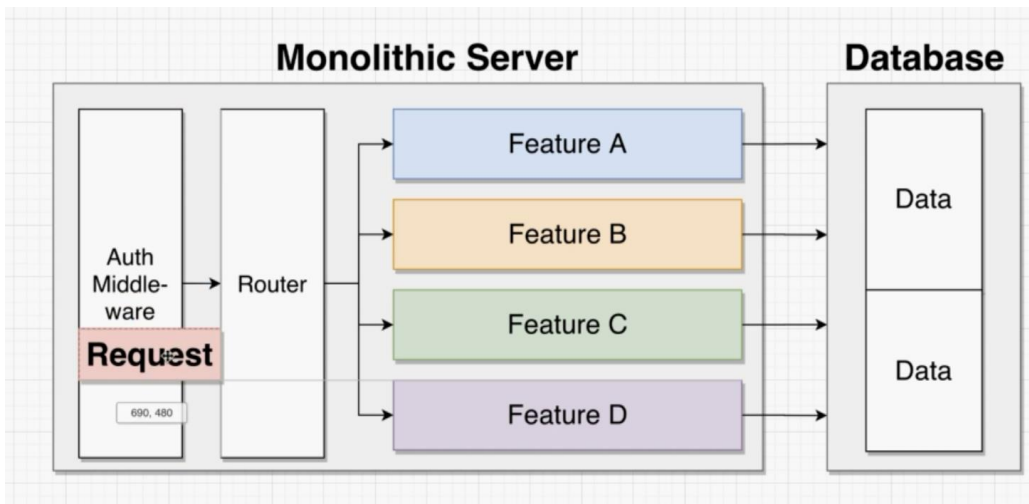 Monolithic Server
Database
Auth
Middle-
ware
Request
690, 480
Router
Feature A
Feature B
Feature C
Feature D
Data
Data